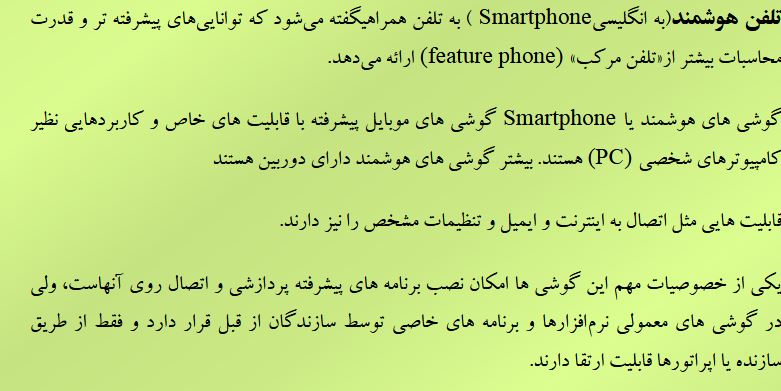 تلفن هوشمند(به انگلیسیSmartphone ) به تلفن همراهیگفته می‌شود که توانایی‌های پیشرفته تر و قدرت
محاسبات بیشتر از«تلفن مرکب» (feature phone) ارائه می‌دهد.
گوشی های هوشمند یا Smartphone گوشی های موبایل پیشرفته با قابلیت های خاص و کاربردهایی نظیر
کامپیوترهای شخصی (PC) هستند. بیشتر گوشی های هوشمند دارای دوربین هستند
قابلیت هایی مثل اتصال به اینترنت و ایمیل و تنظیمات مشخص را نیز دارند.
یکی از خصوصیات مهم این گوشی ها امکان نصب برنامه های پیشرفته پردازشی و اتصال روی آنهاست، ولی
در گوشی های معمولی نرم‌افزارها و برنامه های خاصی توسط سازندگان از قبل قرار دارد و فقط از طریق
سازنده یا اپراتورها قابلیت ارتقا دارند.